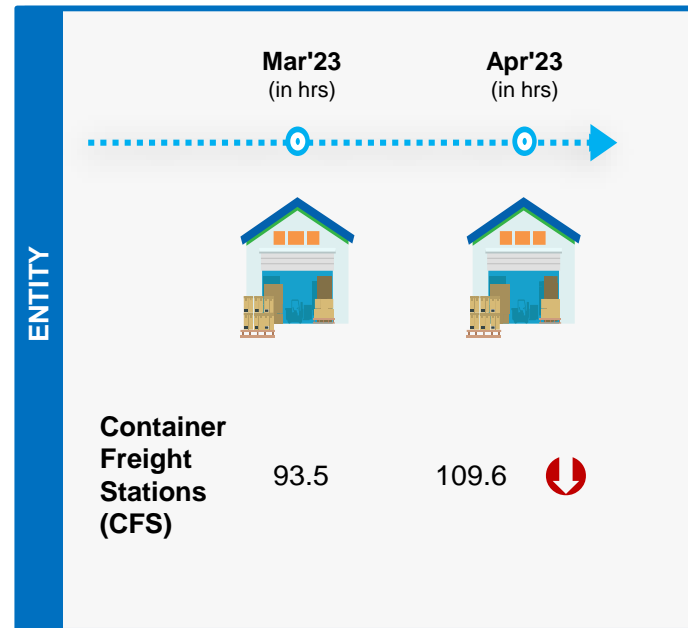 Mar'23
(in hrs)
Apr'23
(in hrs)
ENTITY
Container
Freight
Stations
(CFS)
93.5
109.6